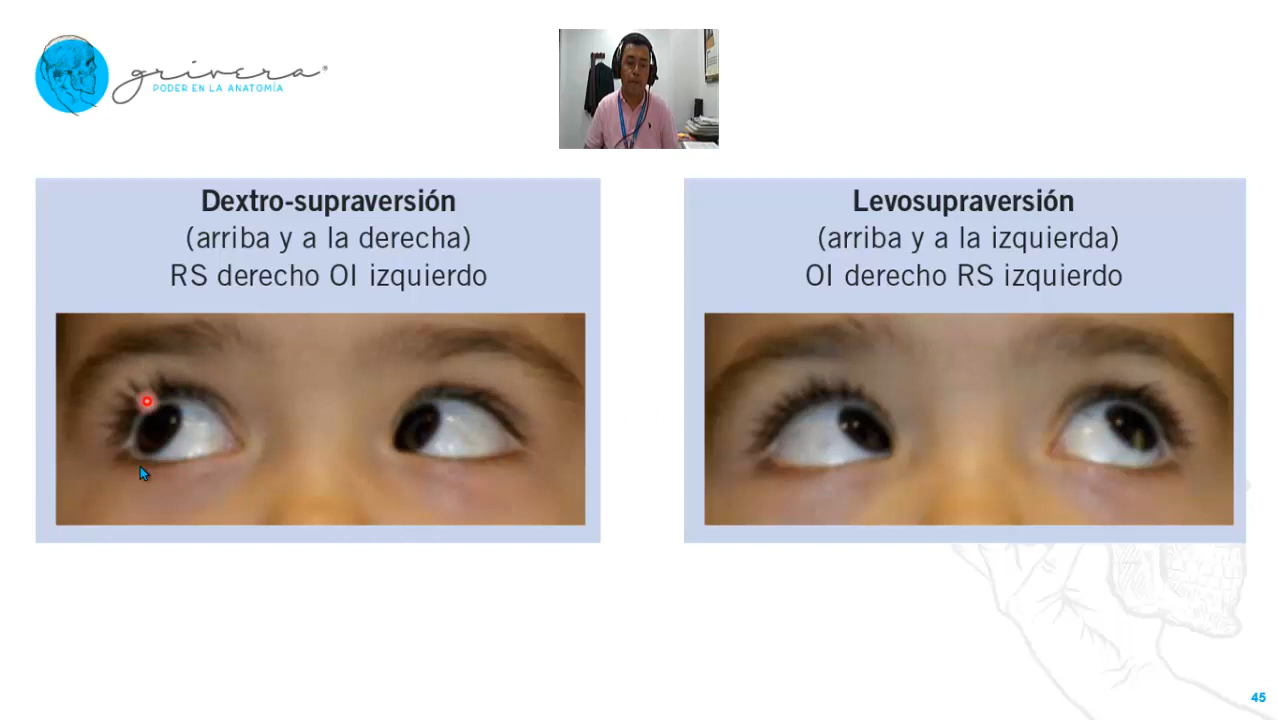 grivera®
PODER EN LA ANATOMÍA
Dextro-supraversión
(arriba y a la derecha)
RS derecho OI izquierdo
Levosupraversión
(arriba y a la izquierda)
OI derecho RS izquierdo
45